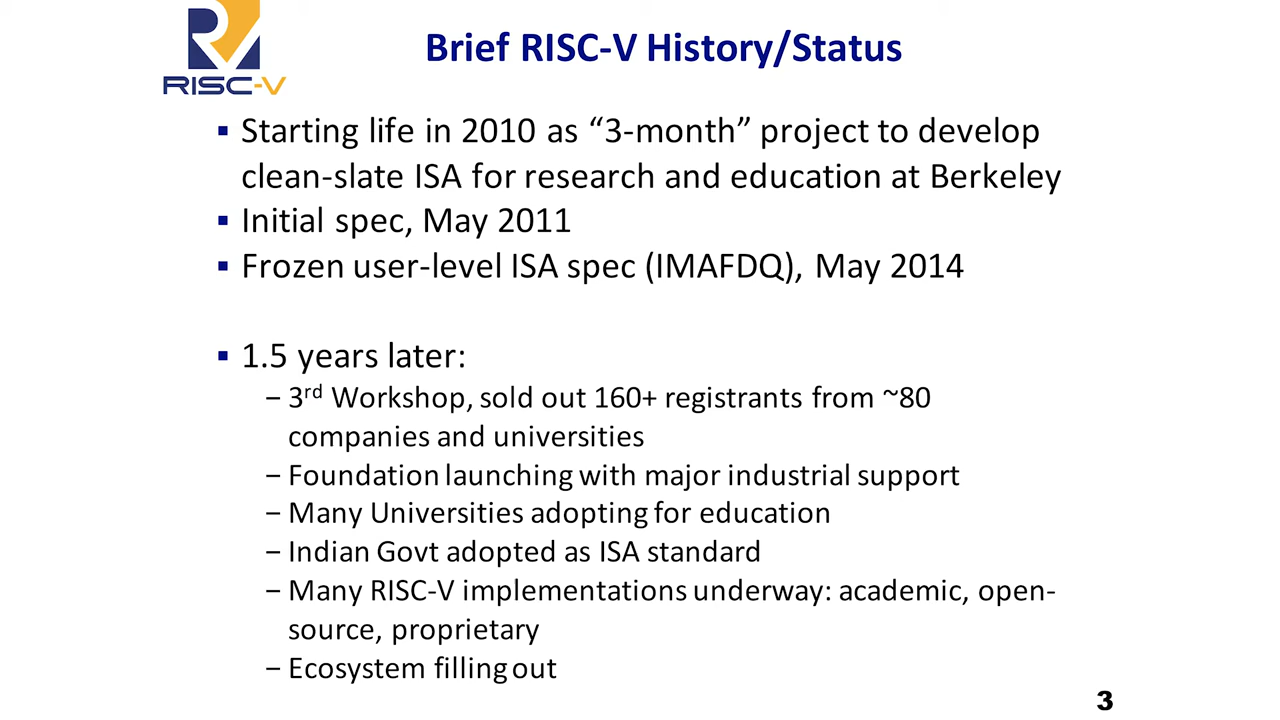 RISC-V
Brief RISC-V History/Status
▪ Starting life in 2010 as “3-month” project to develop
clean-slate ISA for research and education at Berkeley
▪ Initial spec, May 2011
▪ Frozen user-level ISA spec (IMAFDQ), May 2014
▪ 1.5 years later:
− 3rd Workshop, sold out 160+ registrants from ~80
companies and universities
− Foundation launching with major industrial support
− Many Universities adopting for education
− Indian Govt adopted as ISA standard
− Many RISC-V implementations underway: academic, open-
source, proprietary
− Ecosystem filling out
3